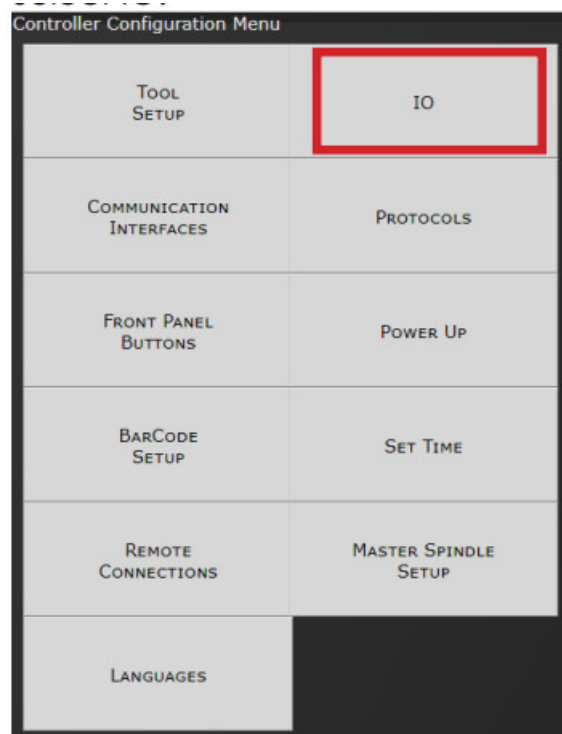 Controller Configuration Menu
Tool
Setup
IO
Communication
Interfaces
Protocols
Front Panel
Buttons
Power Up
BarCode
Setup
Set Time
Remote
Connections
Master Spindle
Setup
Languages